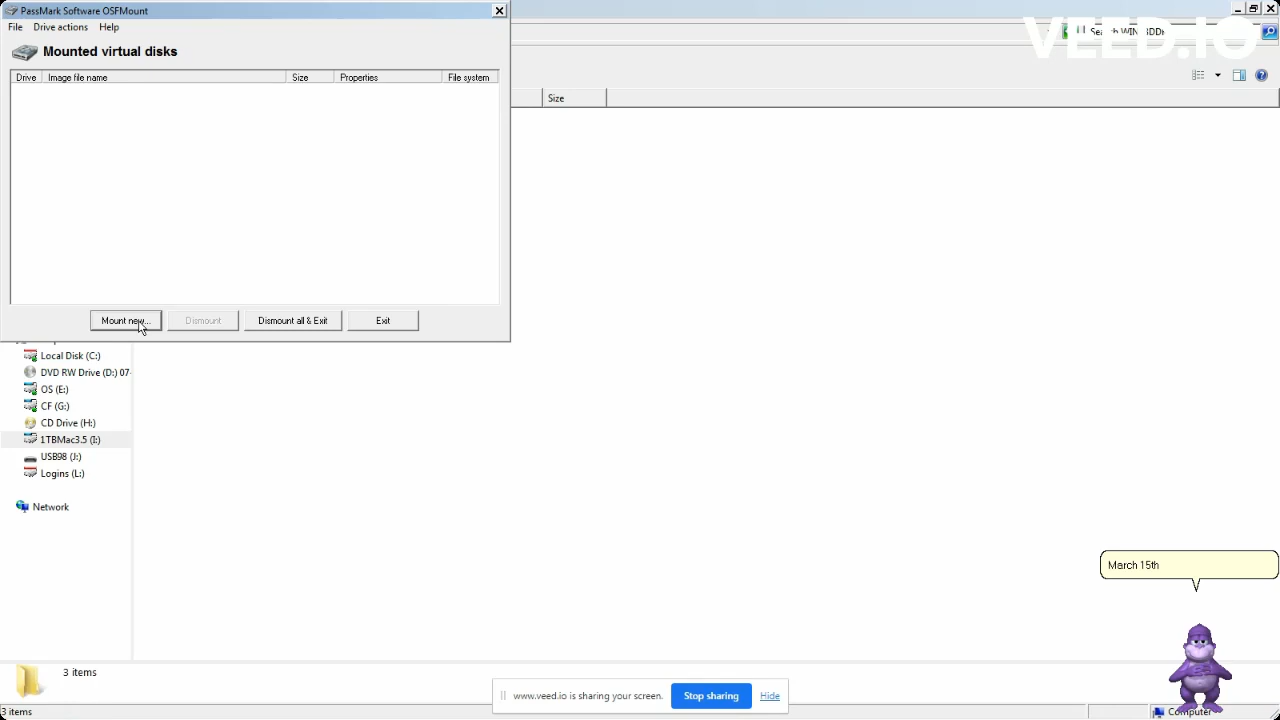 PassMark Software OSFMount
File Drive actions Help
Mounted virtual disks
Drive Image file name Size Properties File system
Mount new... Dismount Dismount all & Exit Exit
VEED.IO
Size
Local Disk (C:)
DVD RW Drive (D:) 07-
OS (E:)
CF (G:)
CD Drive (H:)
1TBMac3.5 (I:)
USB98 (J:)
Logins (L:)
Network
March 15th
3 items
www.veed.io is sharing your screen. Stop sharing Hide
3 items
Computer